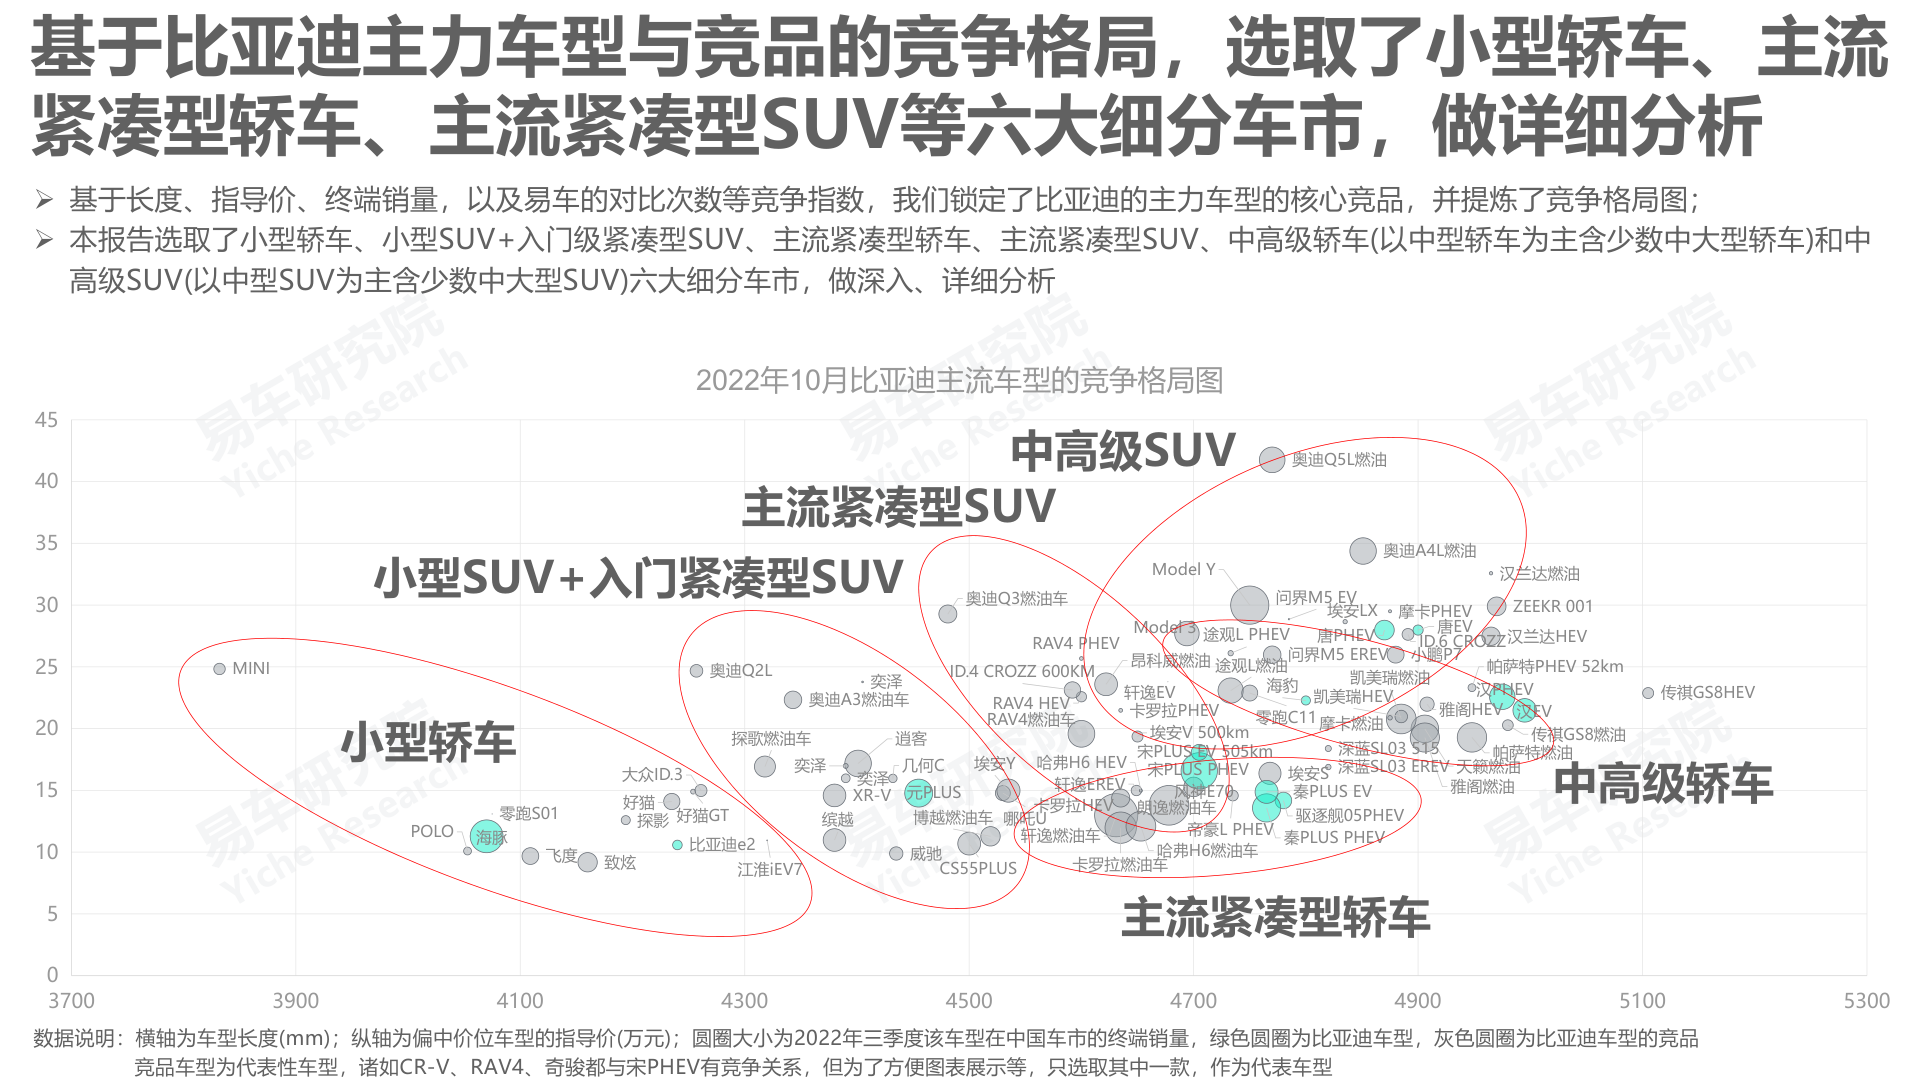 基于比亚迪主力车型与竞品的竞争格局，选取了小型轿车、主流
紧凑型轿车、主流紧凑型SUV等六大细分车市，做详细分析
➢ 基于长度、指导价、终端销量，以及易车的对比次数等竞争指数，我们锁定了比亚迪的主力车型的核心竞品，并提炼了竞争格局图；
➢ 本报告选取了小型轿车、小型SUV+入门级紧凑型SUV、主流紧凑型轿车、主流紧凑型SUV、中高级轿车(以中型轿车为主含少数中大型轿车)和中
高级SUV(以中型SUV为主含少数中大型SUV)六大细分车市，做深入、详细分析
2022年10月比亚迪主流车型的竞争格局图
45
40
35
30
25
20
15
10
5
0
3700
3900
4100
4300
4500
4700
4900
5100
5300
中高级SUV
主流紧凑型SUV
小型SUV+入门紧凑型SUV
小型轿车
中高级轿车
主流紧凑型轿车
MINI
POLO
海豚
零跑S01
飞度
致炫
大众ID.3
好猫
探影
好猫GT
比亚迪e2
江淮iEV7
奥迪Q2L
奥迪A3燃油车
奕泽
探歌燃油车
逍客
奕泽
奕泽
几何C
XR-V
元PLUS
缤越
博越燃油车
威驰
CS55PLUS
埃安Y
哪吒U
奥迪Q3燃油车
RAV4 PHEV
ID.4 CROZZ 600KM
昂科威燃油
RAV4 HEV
RAV4燃油车
轩逸EV
卡罗拉PHEV
埃安V 500km
宋PLUS EV 505km
宋PLUS PHEV
哈弗H6 HEV
轩逸EREV
卡罗拉HEV
风神E70
朗逸燃油车
轩逸燃油车
帝豪L PHEV
哈弗H6燃油车
卡罗拉燃油车
埃安S
秦PLUS EV
驱逐舰05PHEV
秦PLUS PHEV
奥迪Q5L燃油
奥迪A4L燃油
汉兰达燃油
Model Y
问界M5 EV
埃安LX
摩卡PHEV
ZEEKR 001
Model 3
途观L PHEV
唐PHEV
唐EV
ID.6 CROZZ
汉兰达HEV
问界M5 EREV
小鹏P7
途观L燃油
帕萨特PHEV 52km
凯美瑞燃油
海豹
凯美瑞HEV
汉PHEV
传祺GS8HEV
零跑C11
摩卡燃油
雅阁HEV
汉EV
传祺GS8燃油
深蓝SL03 515
帕萨特燃油
深蓝SL03 EREV
天籁燃油
雅阁燃油
数据说明：横轴为车型长度(mm)；纵轴为偏中价位车型的指导价(万元)；圆圈大小为2022年三季度该车型在中国车市的终端销量，绿色圆圈为比亚迪车型，灰色圆圈为比亚迪车型的竞品
竞品车型为代表性车型，诸如CR-V、RAV4、奇骏都与宋PHEV有竞争关系，但为了方便图表展示等，只选取其中一款，作为代表车型
易车研究院
Yiche Research
易车研究院
Yiche Research
易车研究院
Yiche Research
易车研究院
Yiche Research
易车研究院
Yiche Research
易车研究院
Yiche Research